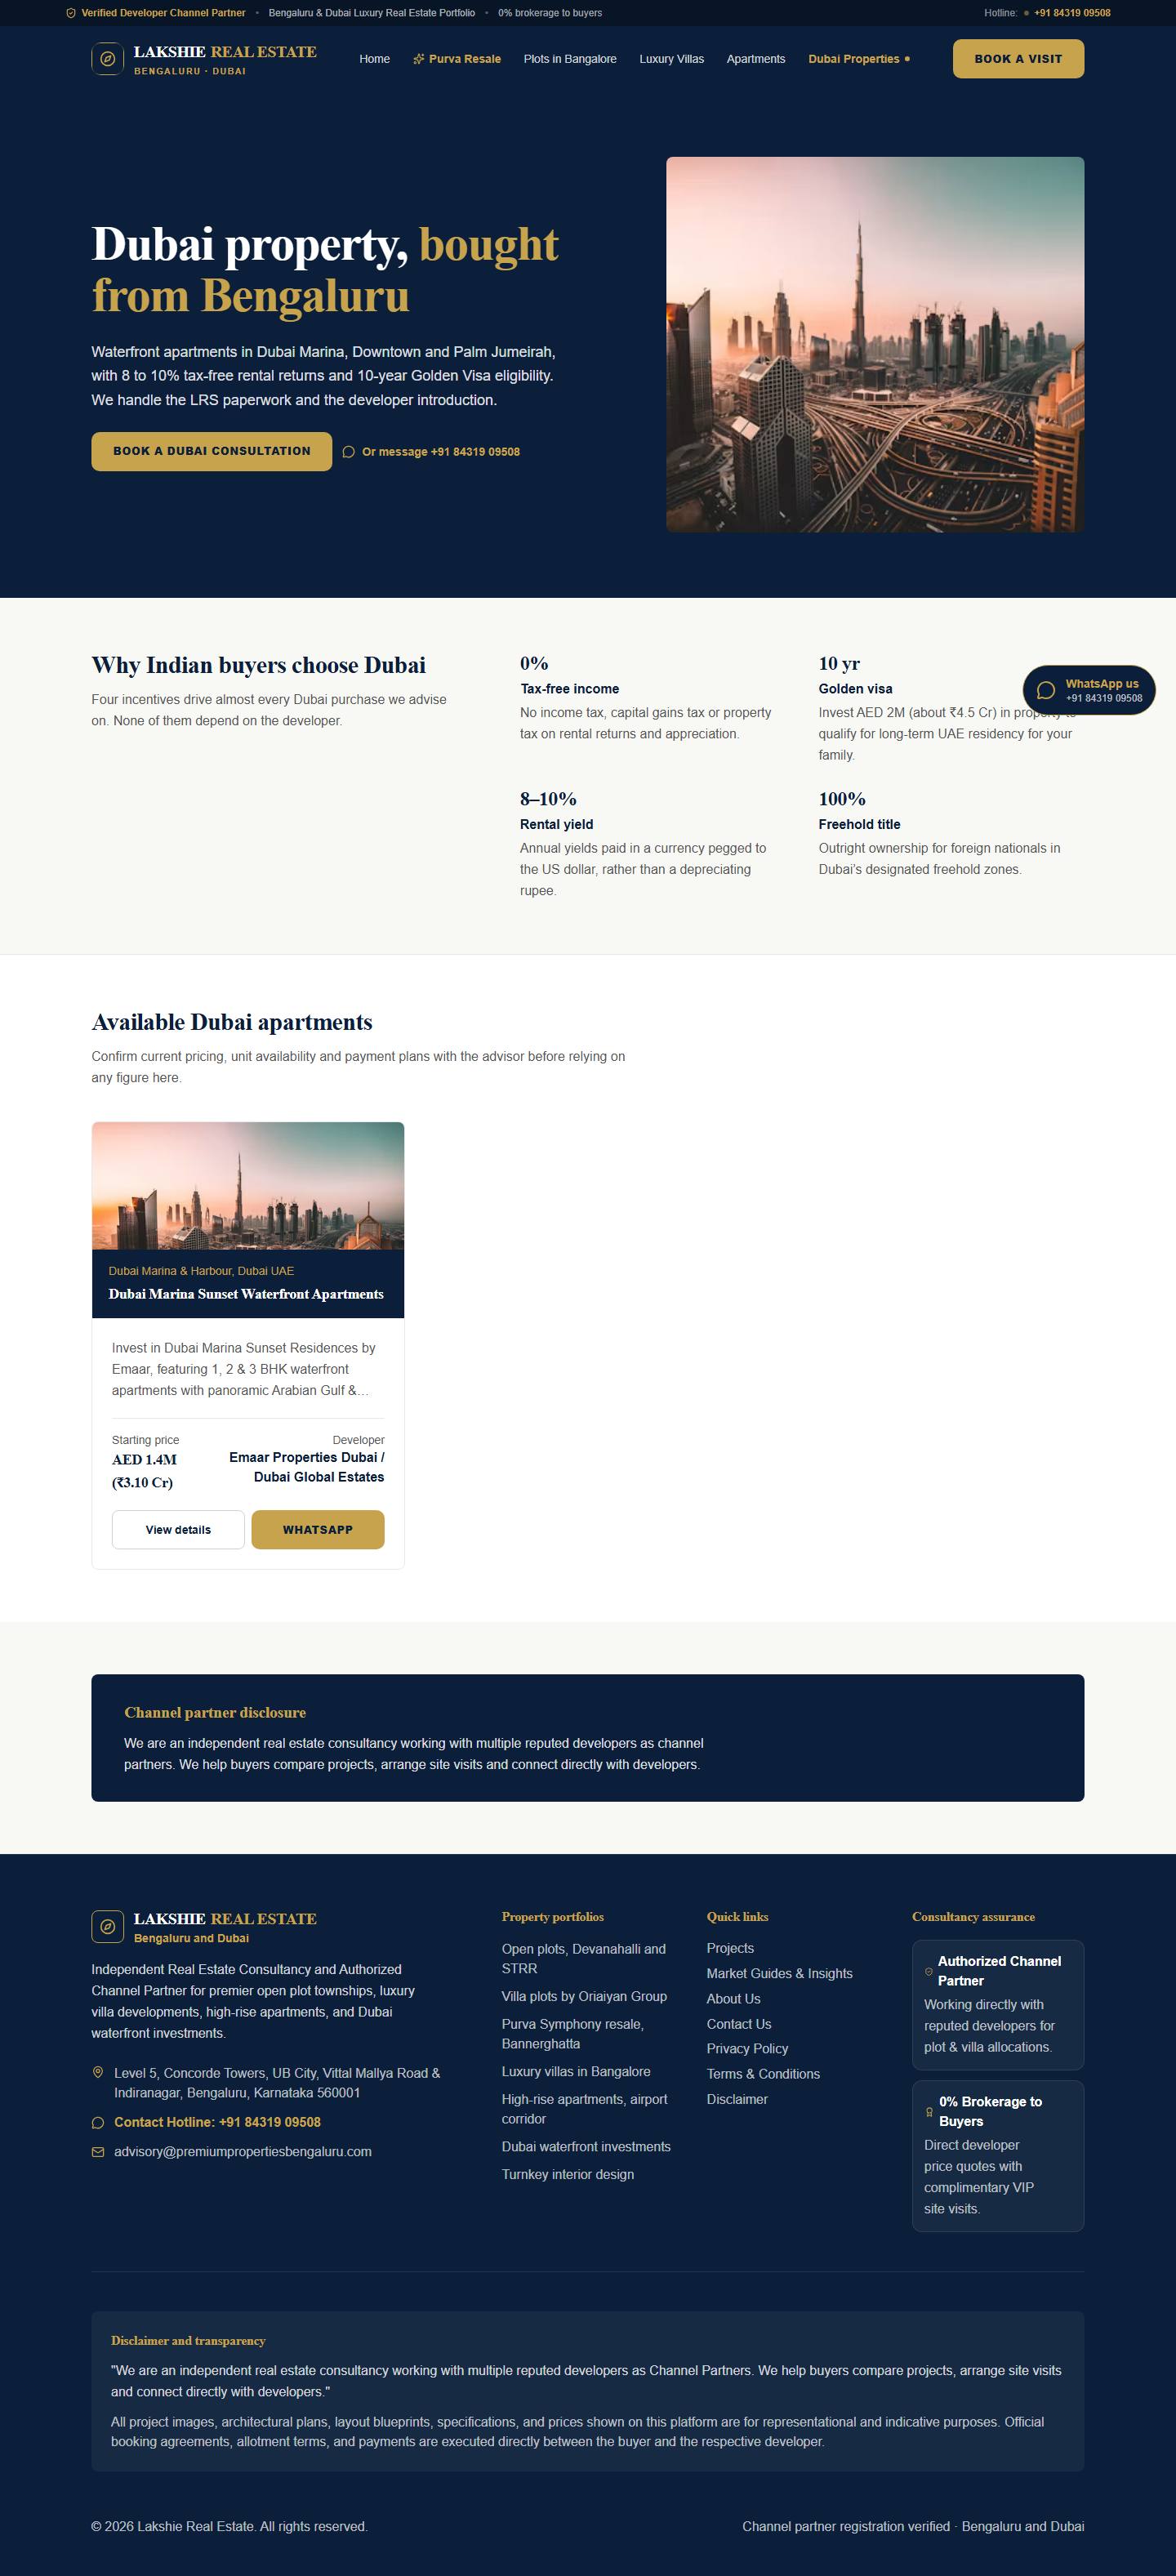 Verified Developer Channel Partner • Bengaluru & Dubai Luxury Real Estate Portfolio • 0% brokerage to buyers
Hotline: • +91 84319 09508
LAKSHIE REAL ESTATE
BENGALURU · DUBAI
Home
Purva Resale
Plots in Bangalore
Luxury Villas
Apartments
Dubai Properties •
BOOK A VISIT
Dubai property, bought
from Bengaluru
Waterfront apartments in Dubai Marina, Downtown and Palm Jumeirah,
with 8 to 10% tax-free rental returns and 10-year Golden Visa eligibility.
We handle the LRS paperwork and the developer introduction.
BOOK A DUBAI CONSULTATION
Or message +91 84319 09508
Why Indian buyers choose Dubai
Four incentives drive almost every Dubai purchase we advise
on. None of them depend on the developer.
0%
Tax-free income
No income tax, capital gains tax or property
tax on rental returns and appreciation.
10 yr
Golden visa
Invest AED 2M (about ₹4.5 Cr) in property to
qualify for long-term UAE residency for your
family.
WhatsApp us
+91 84319 09508
8–10%
Rental yield
Annual yields paid in a currency pegged to
the US dollar, rather than a depreciating
rupee.
100%
Freehold title
Outright ownership for foreign nationals in
Dubai's designated freehold zones.
Available Dubai apartments
Confirm current pricing, unit availability and payment plans with the advisor before relying on
any figure here.
Dubai Marina & Harbour, Dubai UAE
Dubai Marina Sunset Waterfront Apartments
Invest in Dubai Marina Sunset Residences by
Emaar, featuring 1, 2 & 3 BHK waterfront
apartments with panoramic Arabian Gulf &...
Starting price
AED 1.4M
(₹3.10 Cr)
Developer
Emaar Properties Dubai /
Dubai Global Estates
View details
WHATSAPP
Channel partner disclosure
We are an independent real estate consultancy working with multiple reputed developers as channel
partners. We help buyers compare projects, arrange site visits and connect directly with developers.
LAKSHIE REAL ESTATE
Bengaluru and Dubai
Independent Real Estate Consultancy and Authorized
Channel Partner for premier open plot townships, luxury
villa developments, high-rise apartments, and Dubai
waterfront investments.
Level 5, Concorde Towers, UB City, Vittal Mallya Road &
Indiranagar, Bengaluru, Karnataka 560001
Contact Hotline: +91 84319 09508
advisory@premiumpropertiesbengaluru.com
Property portfolios
Open plots, Devanahalli and
STRR
Villa plots by Oriaiyan Group
Purva Symphony resale,
Bannerghatta
Luxury villas in Bangalore
High-rise apartments, airport
corridor
Dubai waterfront investments
Turnkey interior design
Quick links
Projects
Market Guides & Insights
About Us
Contact Us
Privacy Policy
Terms & Conditions
Disclaimer
Consultancy assurance
Authorized Channel
Partner
Working directly with
reputed developers for
plot & villa allocations.
0% Brokerage to
Buyers
Direct developer
price quotes with
complimentary VIP
site visits.
Disclaimer and transparency
"We are an independent real estate consultancy working with multiple reputed developers as Channel Partners. We help buyers compare projects, arrange site visits
and connect directly with developers."
All project images, architectural plans, layout blueprints, specifications, and prices shown on this platform are for representational and indicative purposes. Official
booking agreements, allotment terms, and payments are executed directly between the buyer and the respective developer.
© 2026 Lakshie Real Estate. All rights reserved.
Channel partner registration verified · Bengaluru and Dubai